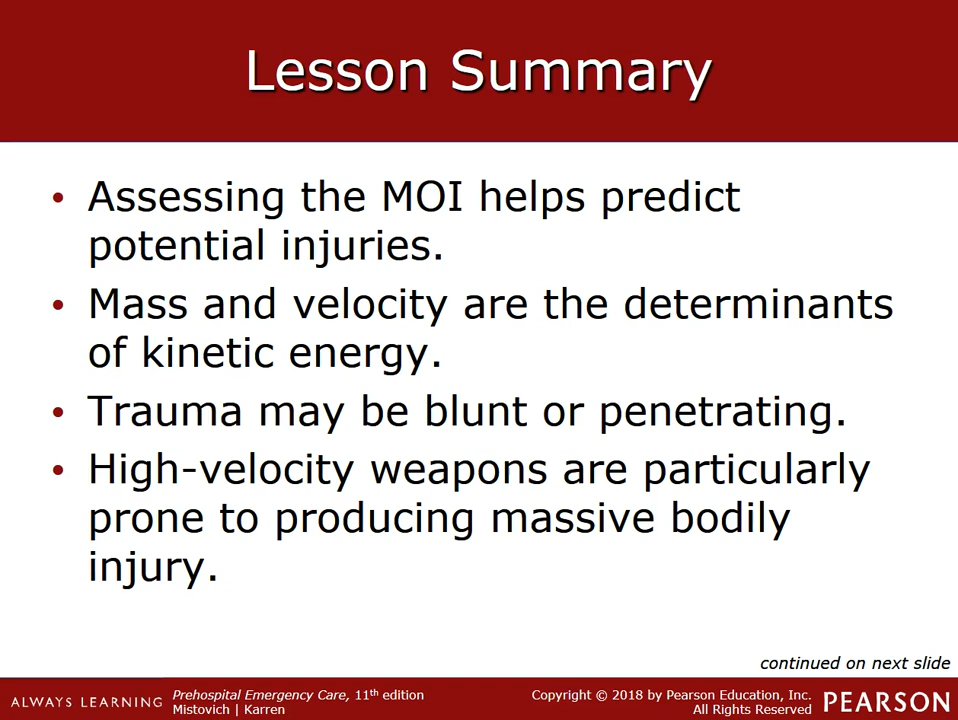 Lesson Summary
• Assessing the MOI helps predict
potential injuries.
• Mass and velocity are the determinants
of kinetic energy.
• Trauma may be blunt or penetrating.
• High-velocity weapons are particularly
prone to producing massive bodily
injury.
continued on next slide
ALWAYS LEARNING
Prehospital Emergency Care, 11th edition
Mistovich | Karren
Copyright © 2018 by Pearson Education, Inc.
All Rights Reserved
PEARSON